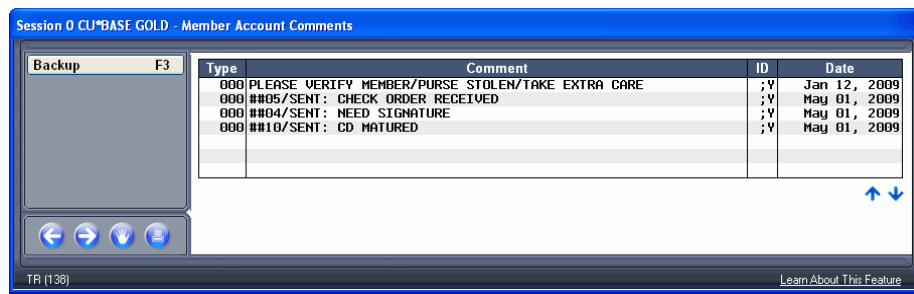 Session 0 CU*BASE GOLD - Member Account Comments
Backup F3
Type Comment ID Date
000 PLEASE VERIFY MEMBER/PURSE STOLEN/TAKE EXTRA CARE ;Y Jan 12, 2009
000 ##05/SENT: CHECK ORDER RECEIVED ;Y May 01, 2009
000 ##04/SENT: NEED SIGNATURE ;Y May 01, 2009
000 ##10/SENT: CD MATURED ;Y May 01, 2009
TR (138)
Learn About This Feature